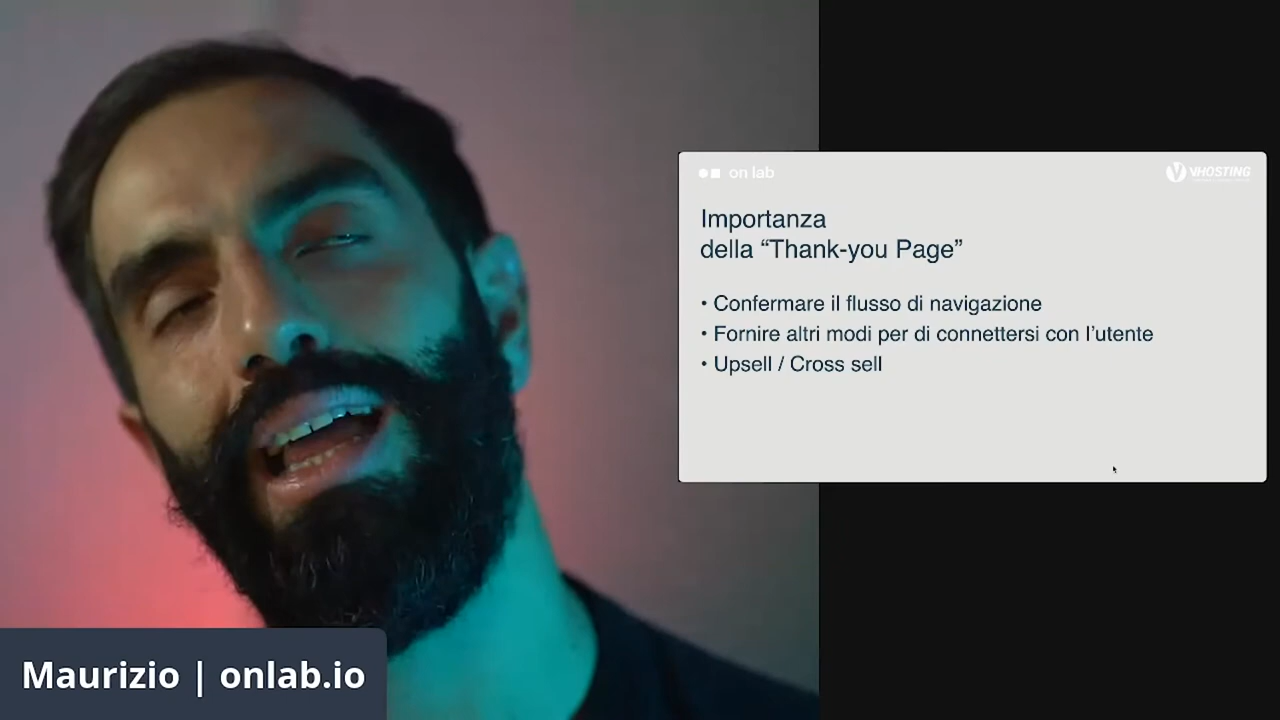 on lab
VHOSTING
Importanza
della “Thank-you Page”
• Confermare il flusso di navigazione
• Fornire altri modi per di connettersi con l’utente
• Upsell / Cross sell
Maurizio | onlab.io